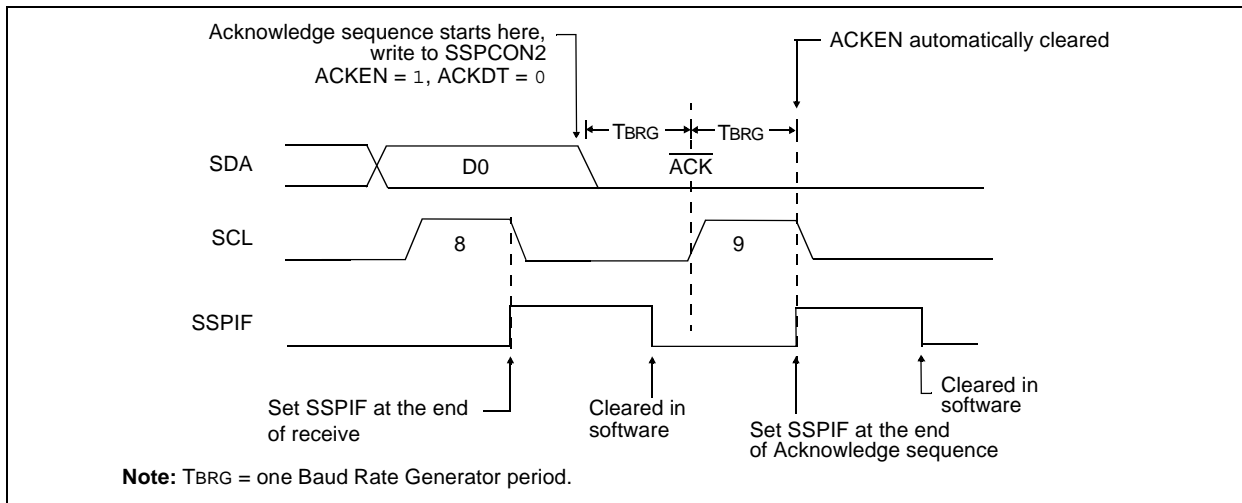 Acknowledge sequence starts here,
write to SSPCON2
ACKEN = 1, ACKDT = 0
ACKEN automatically cleared
TBRG
TBRG
SDA
D0
ACK
SCL
8
9
SSPIF
Set SSPIF at the end
of receive
Cleared in
software
Set SSPIF at the end
of Acknowledge sequence
Cleared in
software
Note: TBRG = one Baud Rate Generator period.